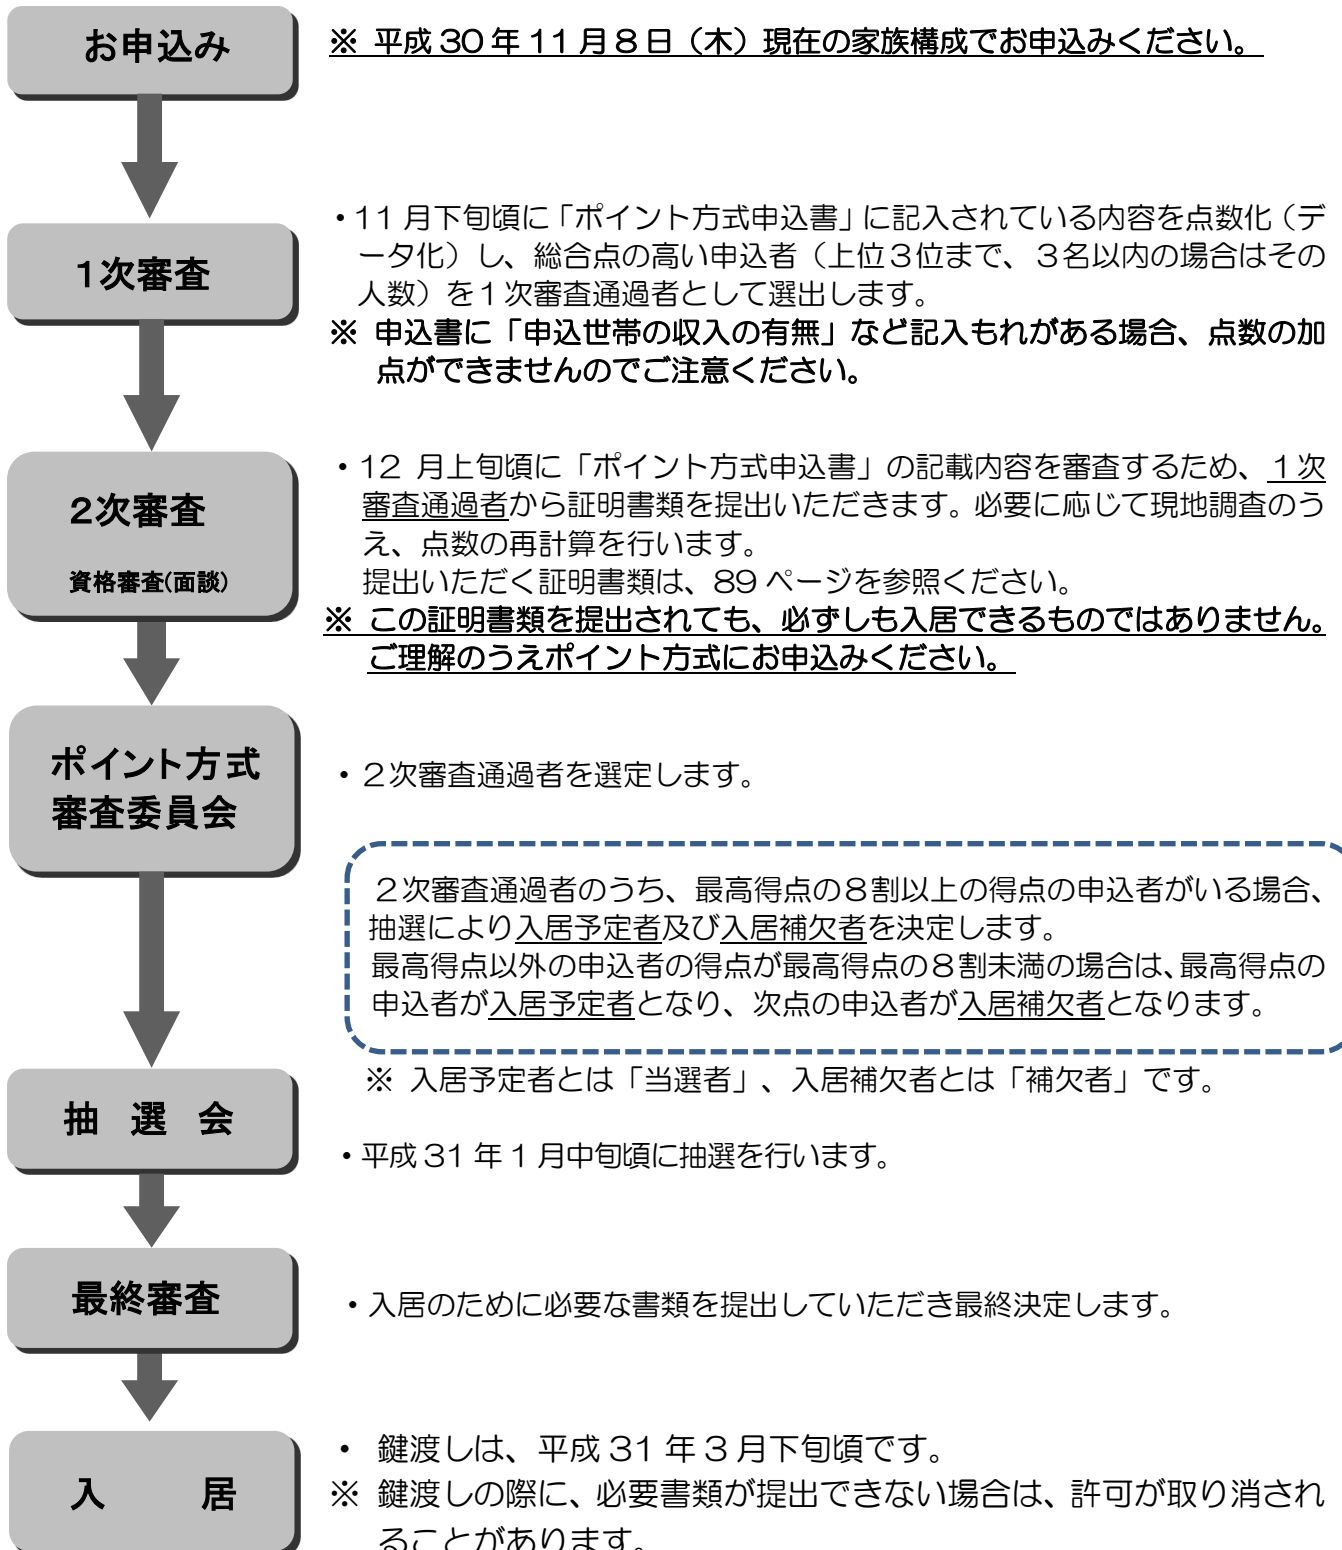 お申込み
※ 平成30年11月8日（木）現在の家族構成でお申込みください。
1次審査
・11月下旬頃に「ポイント方式申込書」に記入されている内容を点数化（デ
ータ化）し、総合点の高い申込者（上位３位まで、３名以内の場合はその
人数）を１次審査通過者として選出します。
※ 申込書に「申込世帯の収入の有無」など記入もれがある場合、点数の加
点ができませんのでご注意ください。
2次審査
資格審査(面談)
・12 月上旬頃に「ポイント方式申込書」の記載内容を審査するため、１次
審査通過者から証明書類を提出いただきます。必要に応じて現地調査のう
え、点数の再計算を行います。
提出いただく証明書類は、89 ページを参照ください。
※ この証明書類を提出されても、必ずしも入居できるものではありません。
ご理解のうえポイント方式にお申込みください。
ポイント方式
審査委員会
・２次審査通過者を選定します。
２次審査通過者のうち、最高得点の８割以上の得点の申込者がいる場合、
抽選により入居予定者及び入居補欠者を決定します。
最高得点以外の申込者の得点が最高得点の８割未満の場合は、最高得点の
申込者が入居予定者となり、次点の申込者が入居補欠者となります。
※ 入居予定者とは「当選者」、入居補欠者とは「補欠者」です。
抽 選 会
・平成31年1月中旬頃に抽選を行います。
最終審査
・入居のために必要な書類を提出していただき最終決定します。
入 居
・ 鍵渡しは、平成31年3月下旬頃です。
※ 鍵渡しの際に、必要書類が提出できない場合は、許可が取り消され
ることがあります。